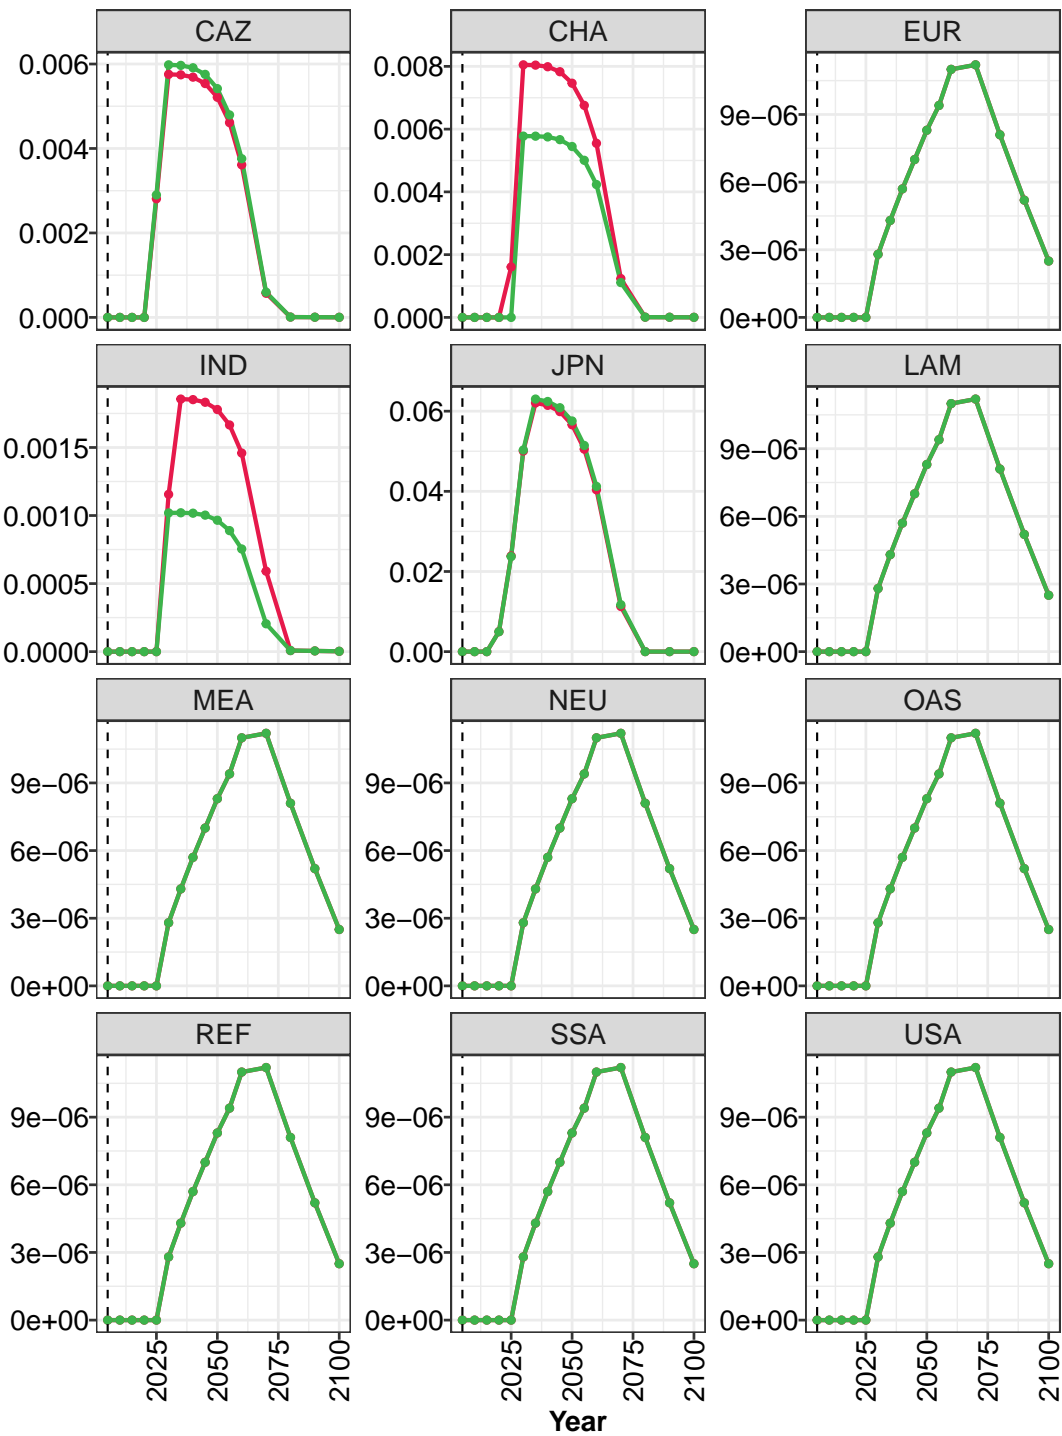 CAZ CHA EUR
0.006 0.008
0.004 0.006 9e−06
0.002 0.004 6e−06
0.002 3e−06
0.000 0.000 0e+00
IND JPN LAM
0.0015 0.06 9e−06
0.0010 0.04 6e−06
0.0005 0.02 3e−06
0.0000 0.00 0e+00
MEA NEU OAS
9e−06 9e−06 9e−06
6e−06 6e−06 6e−06
3e−06 3e−06 3e−06
0e+00 0e+00 0e+00
REF SSA USA
9e−06 9e−06 9e−06
6e−06 6e−06 6e−06
3e−06 3e−06 3e−06
0e+00 0e+00 0e+00
2025 2050 2075 2100 2025 2050 2075 2100 2025 2050 2075 2100
Year